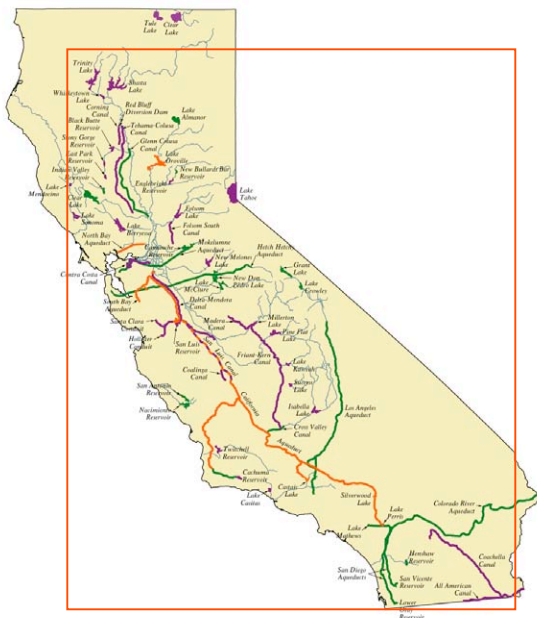 Tule
Lake
Clear
Lake
Trinity
Lake
Shasta
Lake
Whiskeytown
Lake
Corning
Canal
Red Bluff
Diversion Dam
Lake
Almanor
Black Butte
Reservoir
Tehama Colusa
Canal
Stony Gorge
Reservoir
Glenn Colusa
Canal
East Park
Reservoir
Lake
Oroville
Indian Valley
Reservoir
New Bullards Bar
Reservoir
Englebright
Reservoir
Lake
Mendocino
Clear
Lake
Lake
Tahoe
Lake
Sonoma
Lake
Berryessa
Folsom
Lake
Folsom South
Canal
North Bay
Aqueduct
Camanche
Reservoir
Mokelumne
Aqueduct
Hetch Hetchy
Aqueduct
New Melones
Lake
Contra Costa
Canal
Grant
Lake
Lake
McClure
New Don
Pedro Lake
Lake
Crowley
South Bay
Aqueduct
Delta-Mendota
Canal
Santa Clara
Conduit
Madera
Canal
Millerton
Lake
Pine Flat
Lake
Hollister
Conduit
San Luis
Reservoir
San Luis Canal
Friant-Kern
Canal
Lake
Kaweah
Coalinga
Canal
Success
Lake
San Antonio
Reservoir
Nacimiento
Reservoir
California
Aqueduct
Isabella
Lake
Los Angeles
Aqueduct
Cross Valley
Canal
Twitchell
Reservoir
Cachuma
Reservoir
Lake
Casitas
Castaic
Lake
Silverwood
Lake
Colorado River
Aqueduct
Lake
Perris
Lake
Mathews
Henshaw
Reservoir
Coachella
Canal
San Diego
Aqueducts
San Vicente
Reservoir
All American
Canal
Lower
Otay
Reservoir